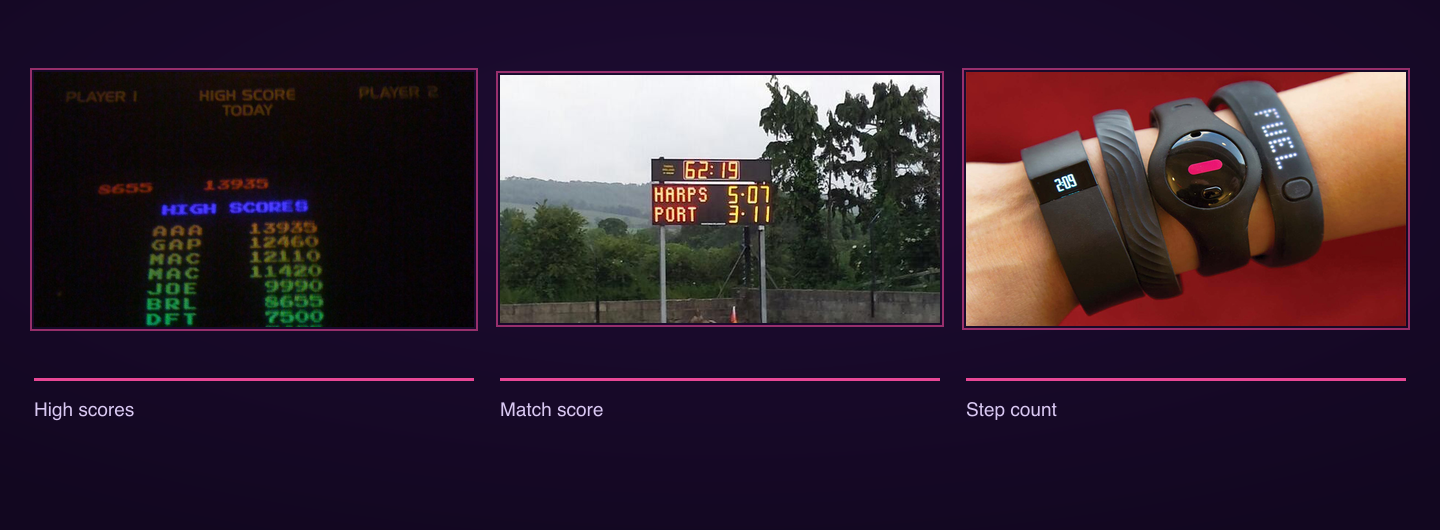 PLAYER 1 HIGH SCORE PLAYER 2
TODAY
8655 13935
HIGH SCORES
AAA 13935
GAP 12460
MAC 12110
MAC 11420
JOE 9990
BRL 8655
DFT 7500
62:19
HARPS 5·07
PORT 3·11
2:09
FUEL
High scores
Match score
Step count